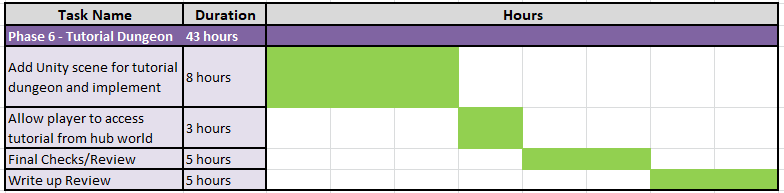 Task Name Duration Hours
Phase 6 - Tutorial Dungeon 43 hours
Add Unity scene for tutorial
dungeon and implement
8 hours
Allow player to access
tutorial from hub world
3 hours
Final Checks/Review 5 hours
Write up Review 5 hours